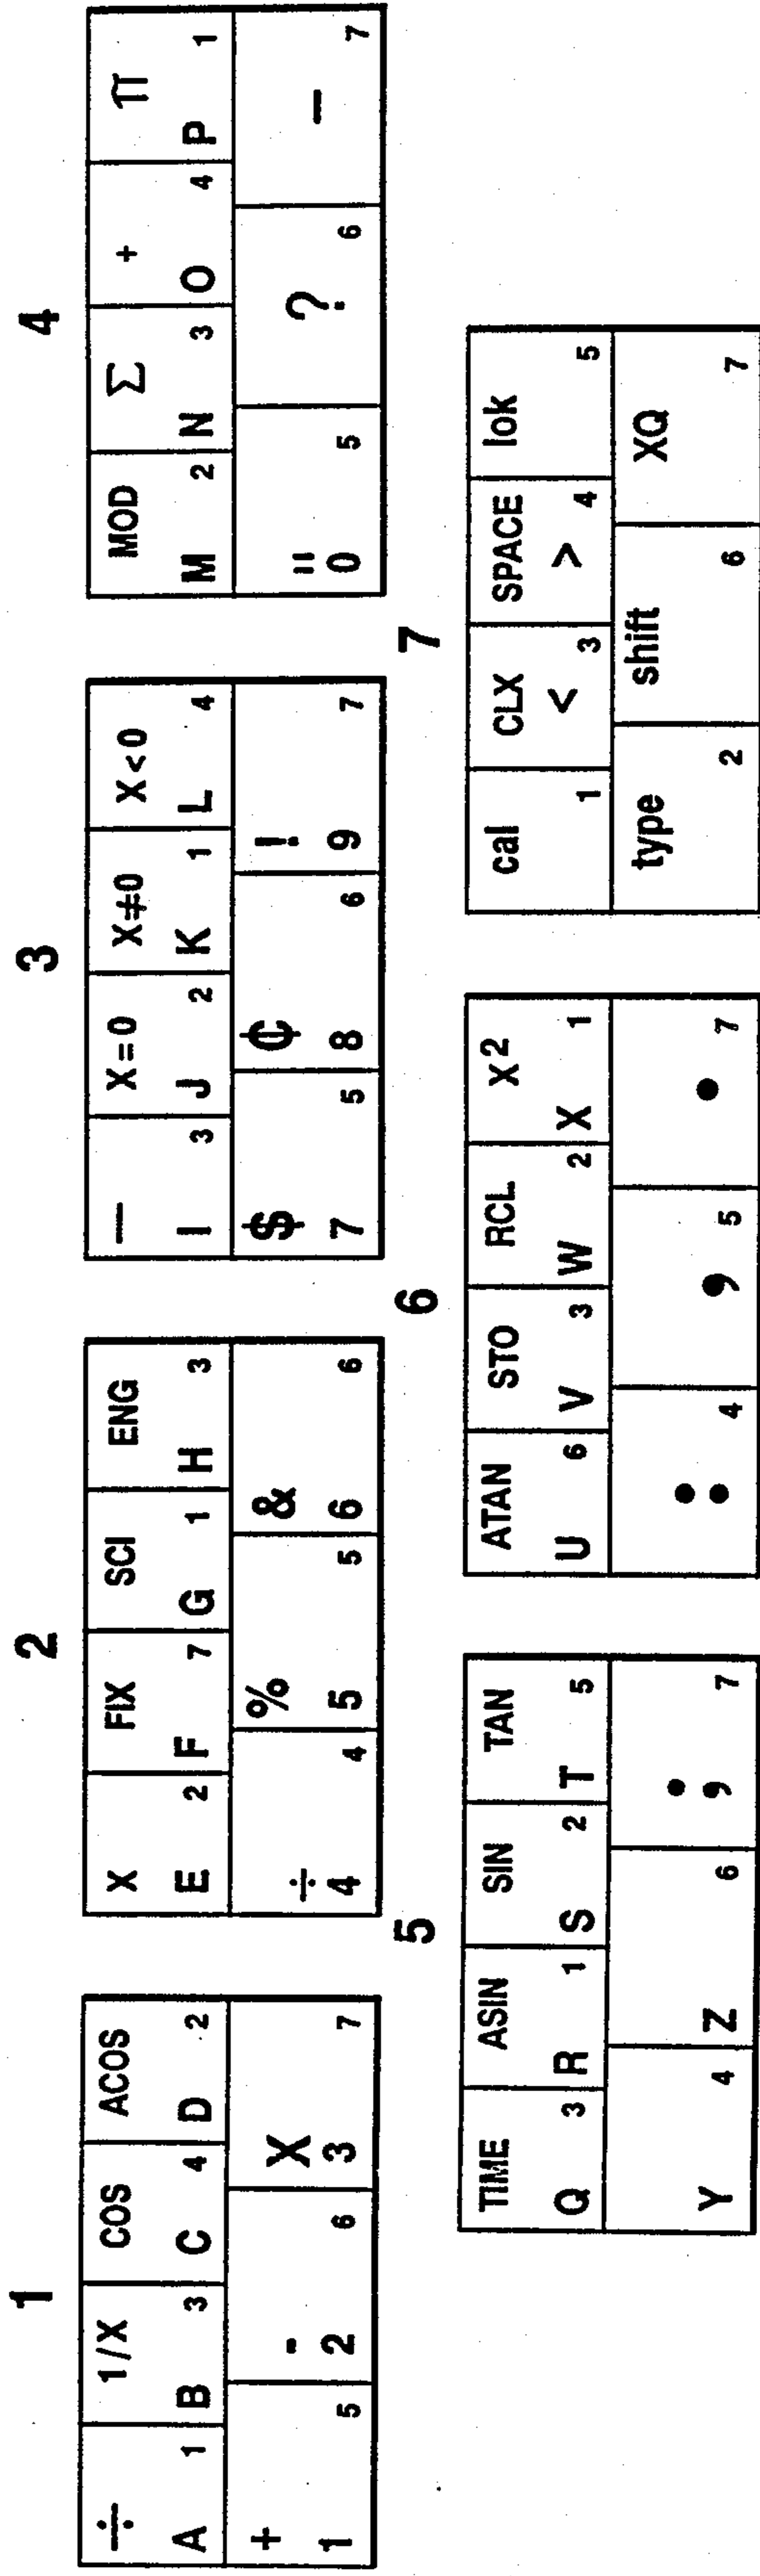 1 2 3 4
÷ 1/X COS ACOS
A 1 B 3 C 4 D 2
+ - X
1 5 2 6 3 7
X FIX SCI ENG
E 2 F 7 G 1 H 3
÷ % &
4 4 5 5 6 6
— X=0 X≠0 X<0
I 3 J 2 K 1 L 4
$ ¢ !
7 5 8 6 9 7
MOD Σ + π
M 2 N 3 O 4 P 1
" ? —
0 5 6 7
5 6 7
TIME ASIN SIN TAN
Q 3 R 1 S 2 T 5
Y 4 Z 6 ; 7
ATAN STO RCL X²
U 6 V 3 W 2 X 1
: 4 , 5 . 7
cal CLX SPACE lok
1 < 3 > 4 5
type shift XQ
2 6 7